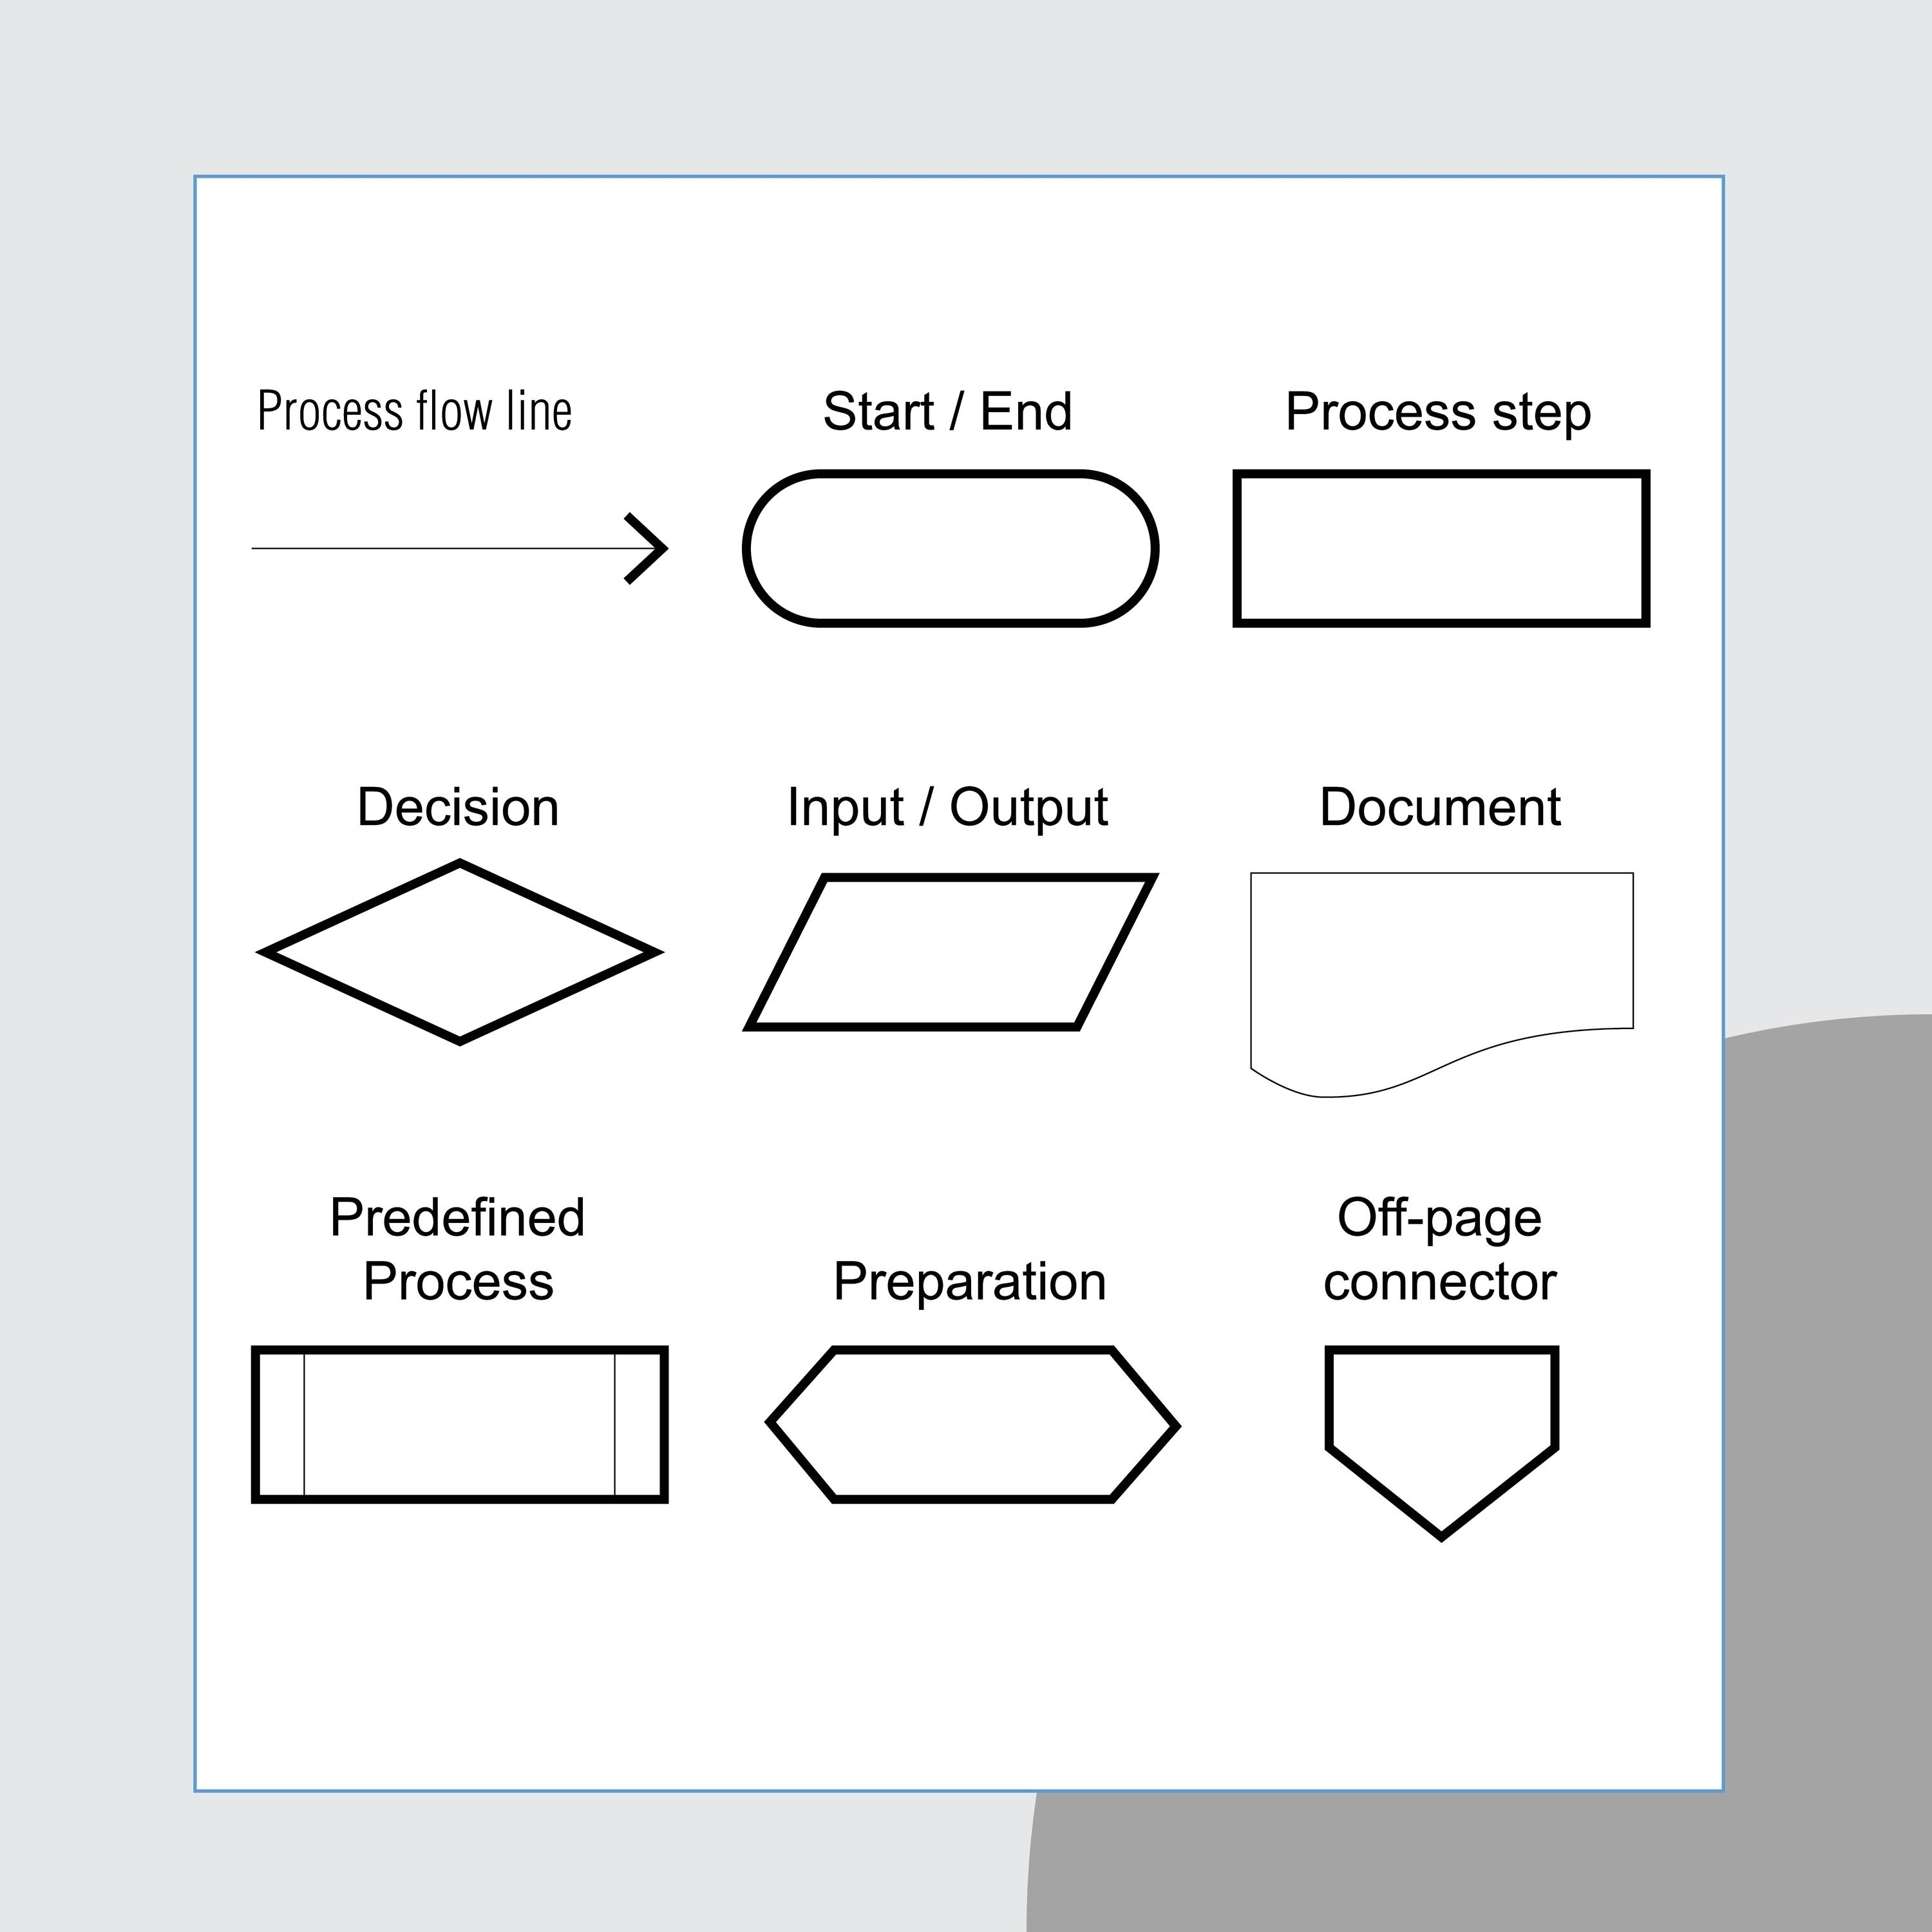 Process flow line
Start / End
Process step
Decision
Input / Output
Document
Predefined
Process
Preparation
Off-page
connector